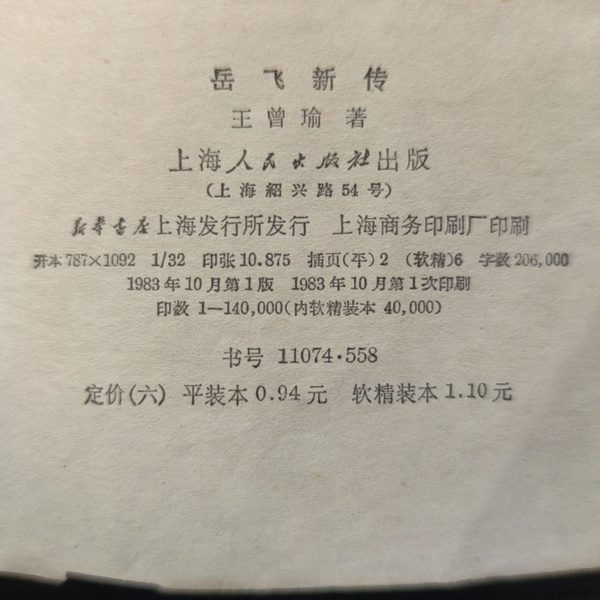 岳飞新传
王曾瑜 著
上海人民出版社出版
(上海紹兴路54号)
新华书店上海发行所发行 上海商务印刷厂印刷
开本 787×1092 1/32 印张 10.875 插页(平)2 (软精)6 字数 206,000
1983年10月第1版 1983年10月第1次印刷
印数 1—140,000(内软精装本 40,000)
书号 11074·558
定价(六) 平装本 0.94 元 软精装本 1.10 元